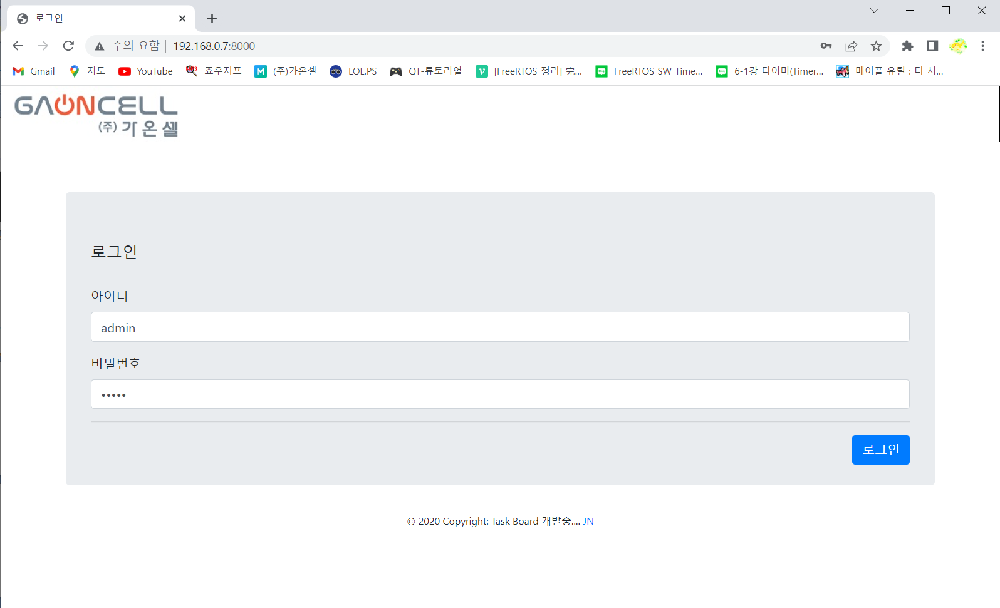 로그인
주의 요함 | 192.168.0.7:8000
Gmail 지도 YouTube 죠우저프 (주)가온셀 LOL.PS QT-튜토리얼 [FreeRTOS 정리] 完... FreeRTOS SW Time... 6-1강 타이머(Timer... 메이플 유틸 : 더 시...
GAONCELL
(주) 가온셀
로그인
아이디
admin
비밀번호
•••••
로그인
© 2020 Copyright: Task Board 개발중.... JN